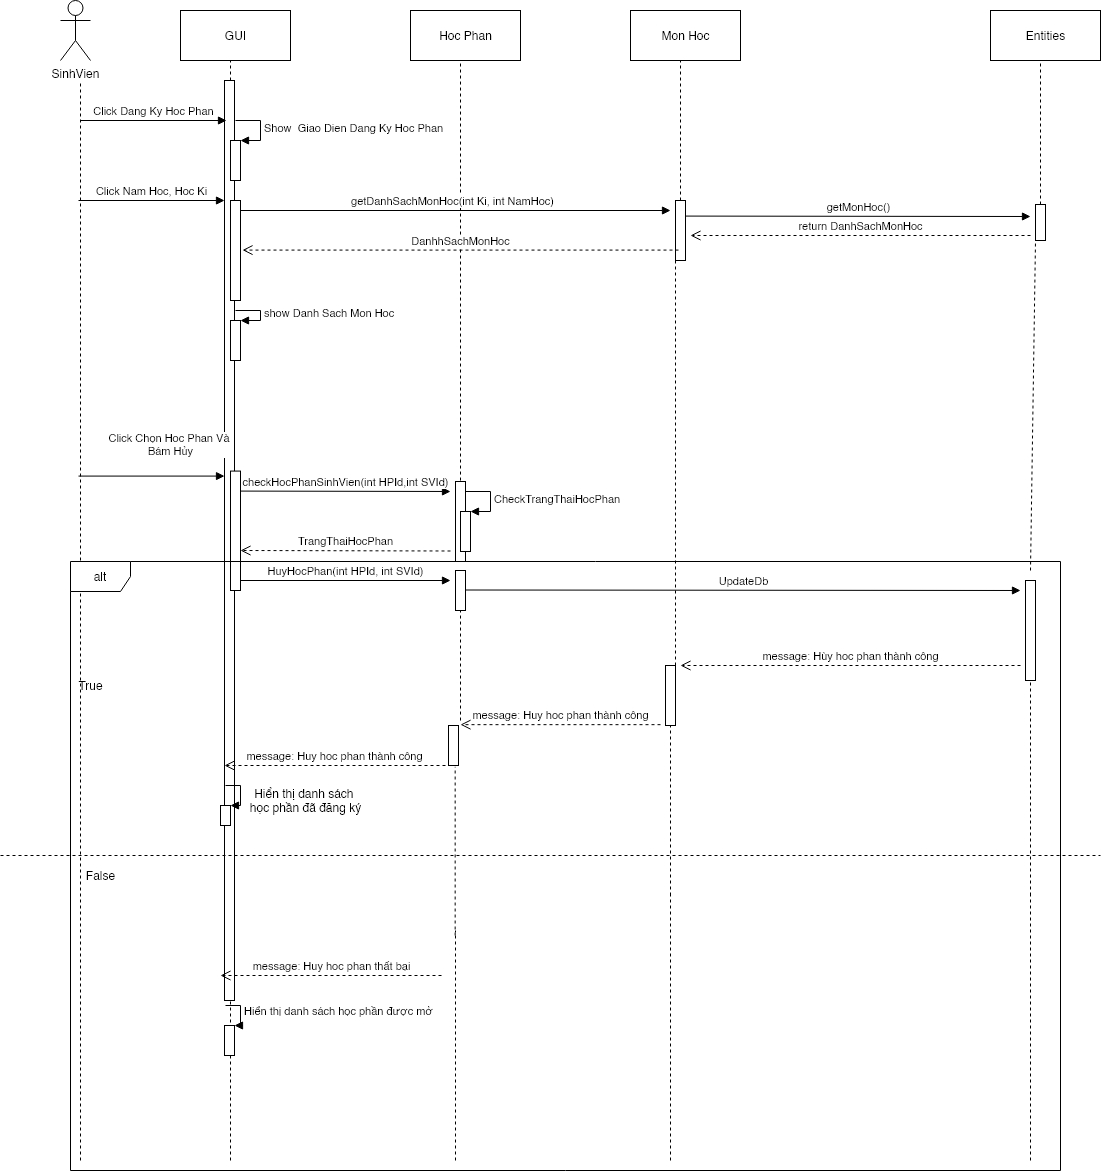 SinhVien
GUI
Hoc Phan
Mon Hoc
Entities
Click Dang Ky Hoc Phan
Show  Giao Dien Dang Ky Hoc Phan
Click Nam Hoc, Hoc Ki
getDanhSachMonHoc(int Ki, int NamHoc)
getMonHoc()
return DanhSachMonHoc
DanhhSachMonHoc
show Danh Sach Mon Hoc
Click Chọn Hoc Phan Và
Bám Hủy
checkHocPhanSinhVien(int HPId,int SVId)
CheckTrangThaiHocPhan
TrangThaiHocPhan
alt
HuyHocPhan(int HPId, int SVId)
UpdateDb
message: Hủy hoc phan thành công
True
message: Huy hoc phan thành công
message: Huy hoc phan thành công
Hiển thị danh sách
học phần đã đăng ký
False
message: Huy hoc phan thất bại
Hiển thị danh sách học phần được mở